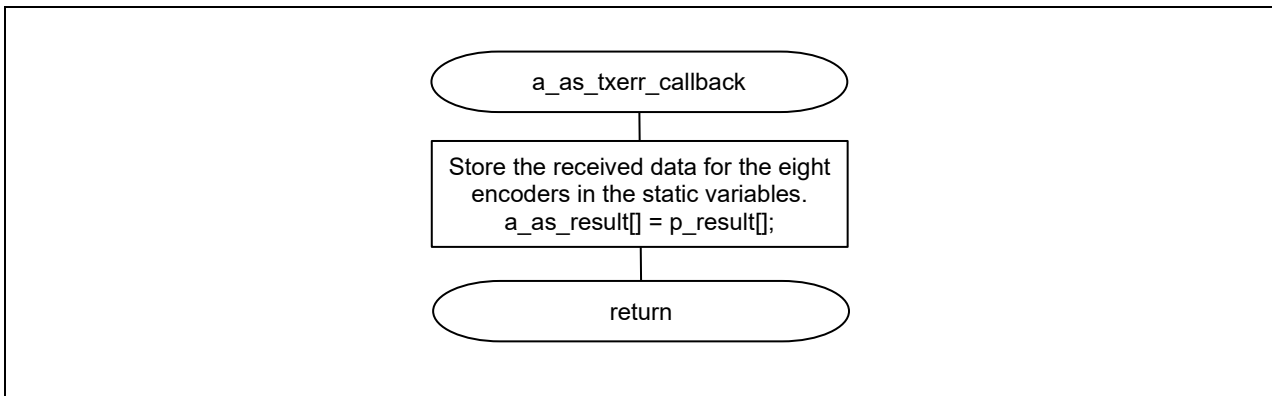 a_as_txerr_callback
Store the received data for the eight
encoders in the static variables.
a_as_result[] = p_result[];
return